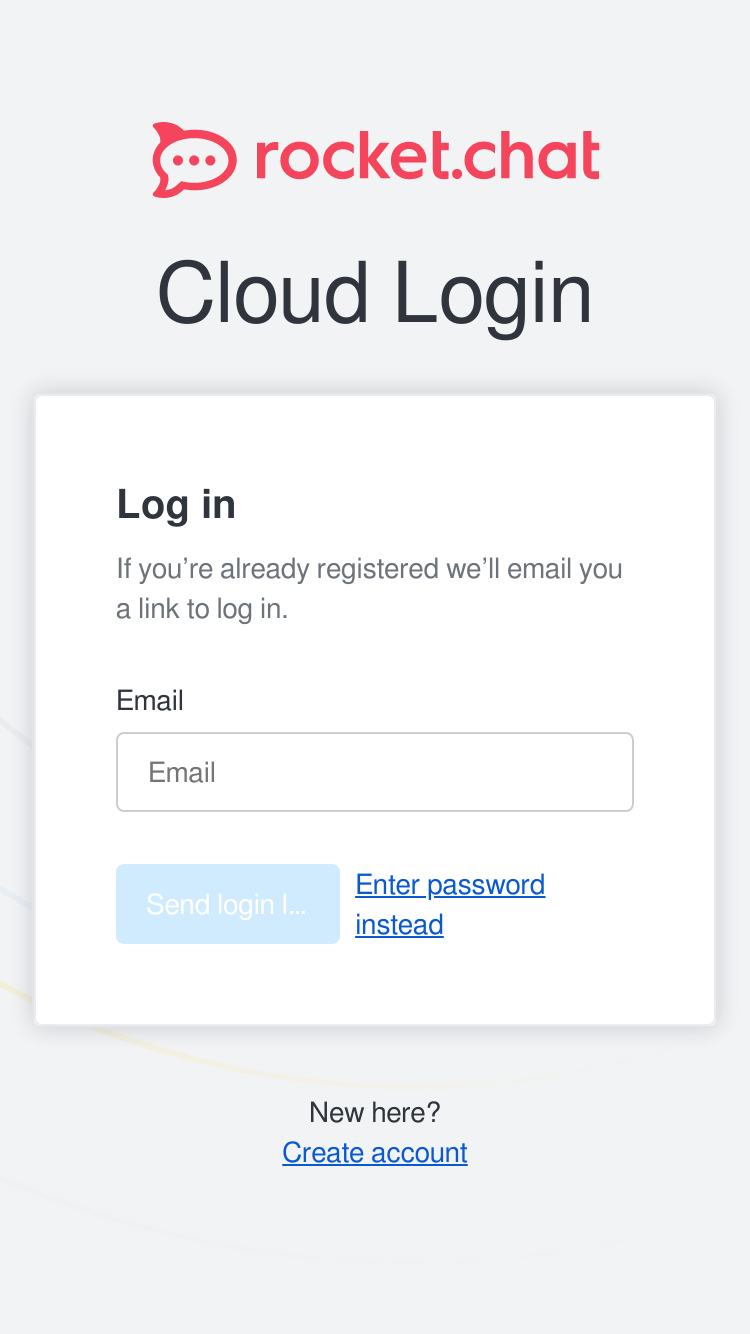 rocket.chat
Cloud Login
Log in
If you’re already registered we’ll email you
a link to log in.
Email
Email
Send login l...
Enter password
instead
New here?
Create account